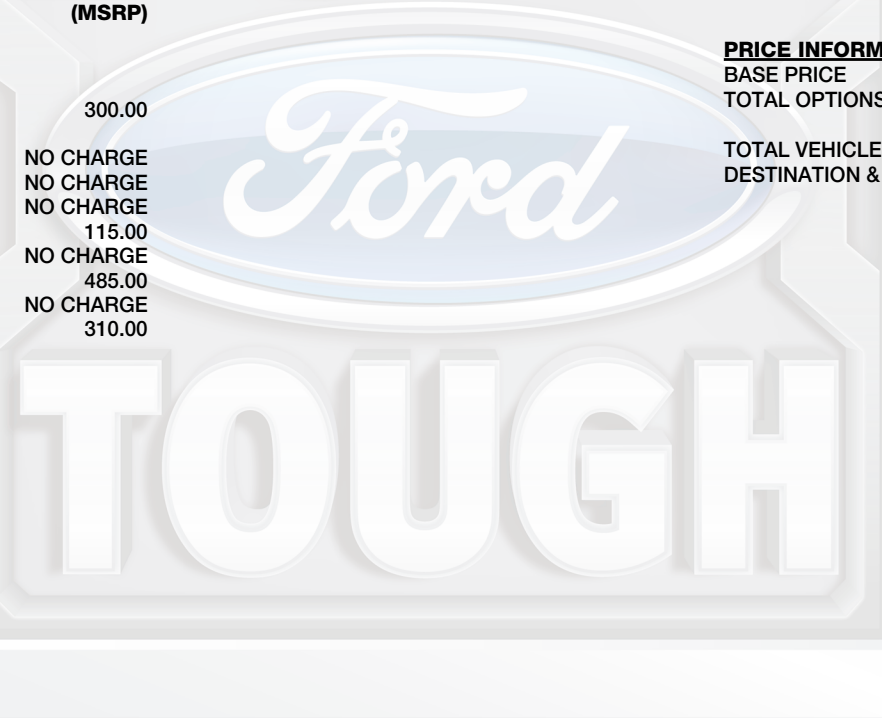 (MSRP)
300.00
NO CHARGE
NO CHARGE
NO CHARGE
115.00
NO CHARGE
485.00
NO CHARGE
310.00
PRICE INFORM
BASE PRICE
TOTAL OPTIONS
TOTAL VEHICLE
DESTINATION &
Ford
TOUGH